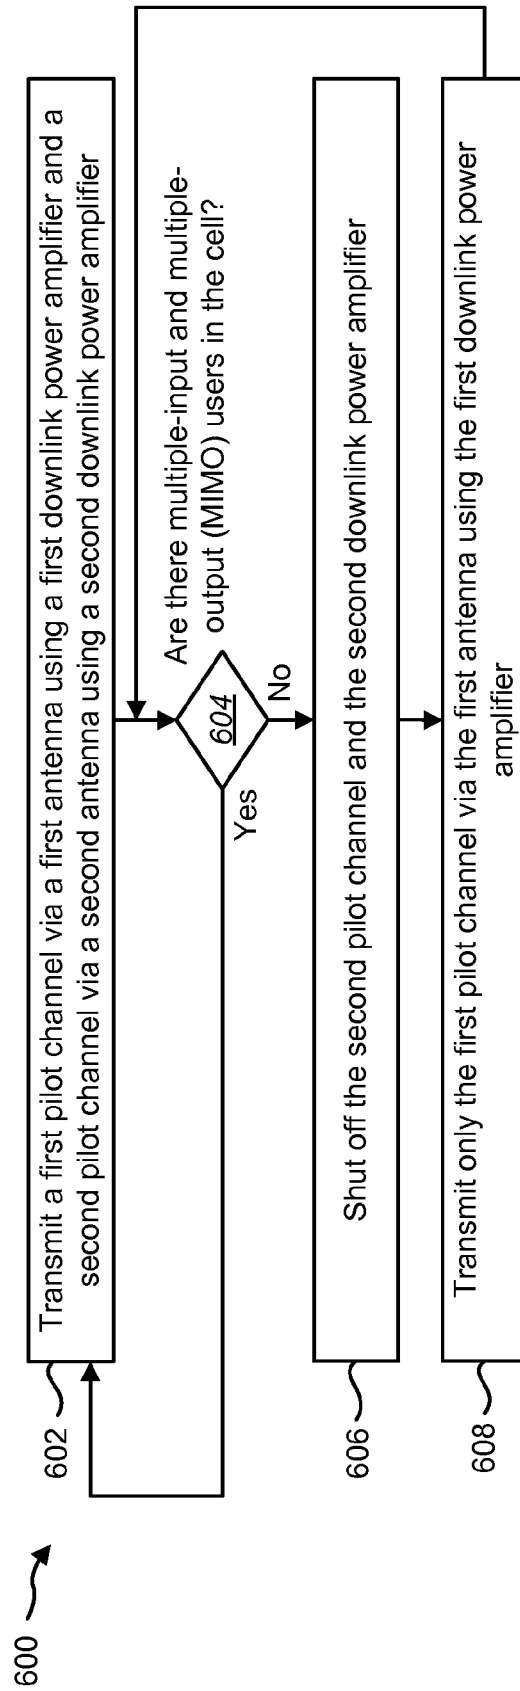 600
602
Transmit a first pilot channel via a first antenna using a first downlink power amplifier and a
second pilot channel via a second antenna using a second downlink power amplifier
Are there multiple-input and multiple-
output (MIMO) users in the cell?
604
Yes
No
606
Shut off the second pilot channel and the second downlink power amplifier
608
Transmit only the first pilot channel via the first antenna using the first downlink power
amplifier